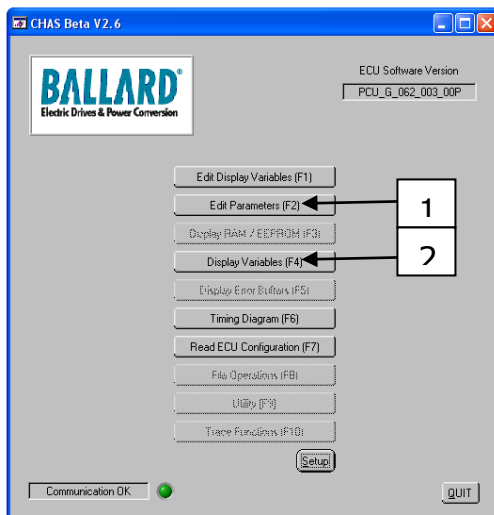 CHAS Beta V2.6
BALLARD®
Electric Drives & Power Conversion
ECU Software Version
PCU_G_062_003_00P
Edit Display Variables (F1)
Edit Parameters (F2)
1
Display RAM / EEPROM (F3)
Display Variables (F4)
2
Display Error Buffers (F5)
Timing Diagram (F6)
Read ECU Configuration (F7)
File Operations (F8)
Utility (F9)
Trace Functions (F10)
Setup
Communication OK
QUIT